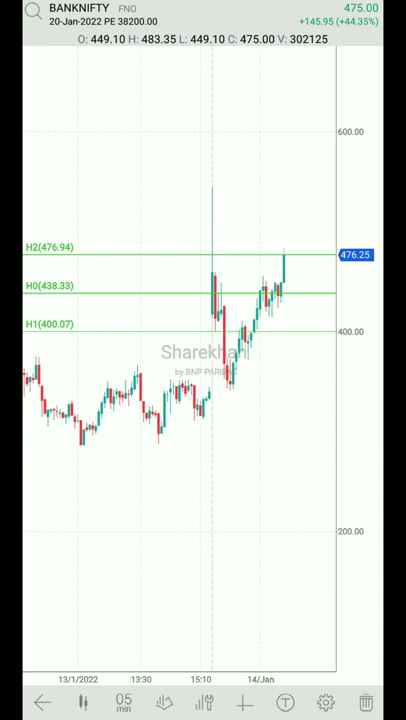 BANKNIFTY FNO
475.00
20-Jan-2022 PE 38200.00
+145.95 (+44.35%)
O: 449.10 H: 483.35 L: 449.10 C: 475.00 V: 302125
600.00
H2(476.94)
476.25
H0(438.33)
H1(400.07)
400.00
Sharekhan
by BNP PARIBAS
200.00
13/1/2022 13:30 15:10 14/Jan
05
min
T